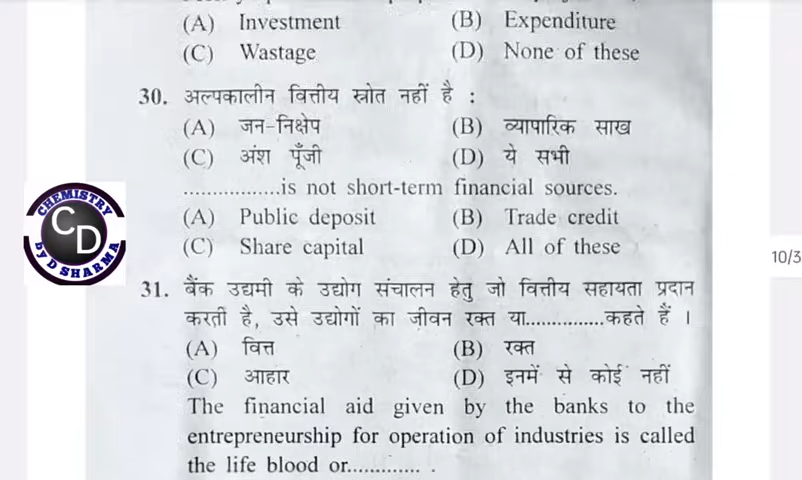 (A) Investment (B) Expenditure
(C) Wastage (D) None of these
30. अल्पकालीन वित्तीय स्त्रोत नहीं है :
(A) जन-निक्षेप (B) व्यापारिक साख
(C) अंश पूँजी (D) ये सभी
................is not short-term financial sources.
(A) Public deposit (B) Trade credit
(C) Share capital (D) All of these
CHEMISTRY
CD
BY D SHARMA
10/3
31. बैंक उद्यमी के उद्योग संचालन हेतु जो वित्तीय सहायता प्रदान
करती है, उसे उद्योगों का जीवन रक्त या.............कहते हैं ।
(A) वित्त (B) रक्त
(C) आहार (D) इनमें से कोई नहीं
The financial aid given by the banks to the
entrepreneurship for operation of industries is called
the life blood or............. .